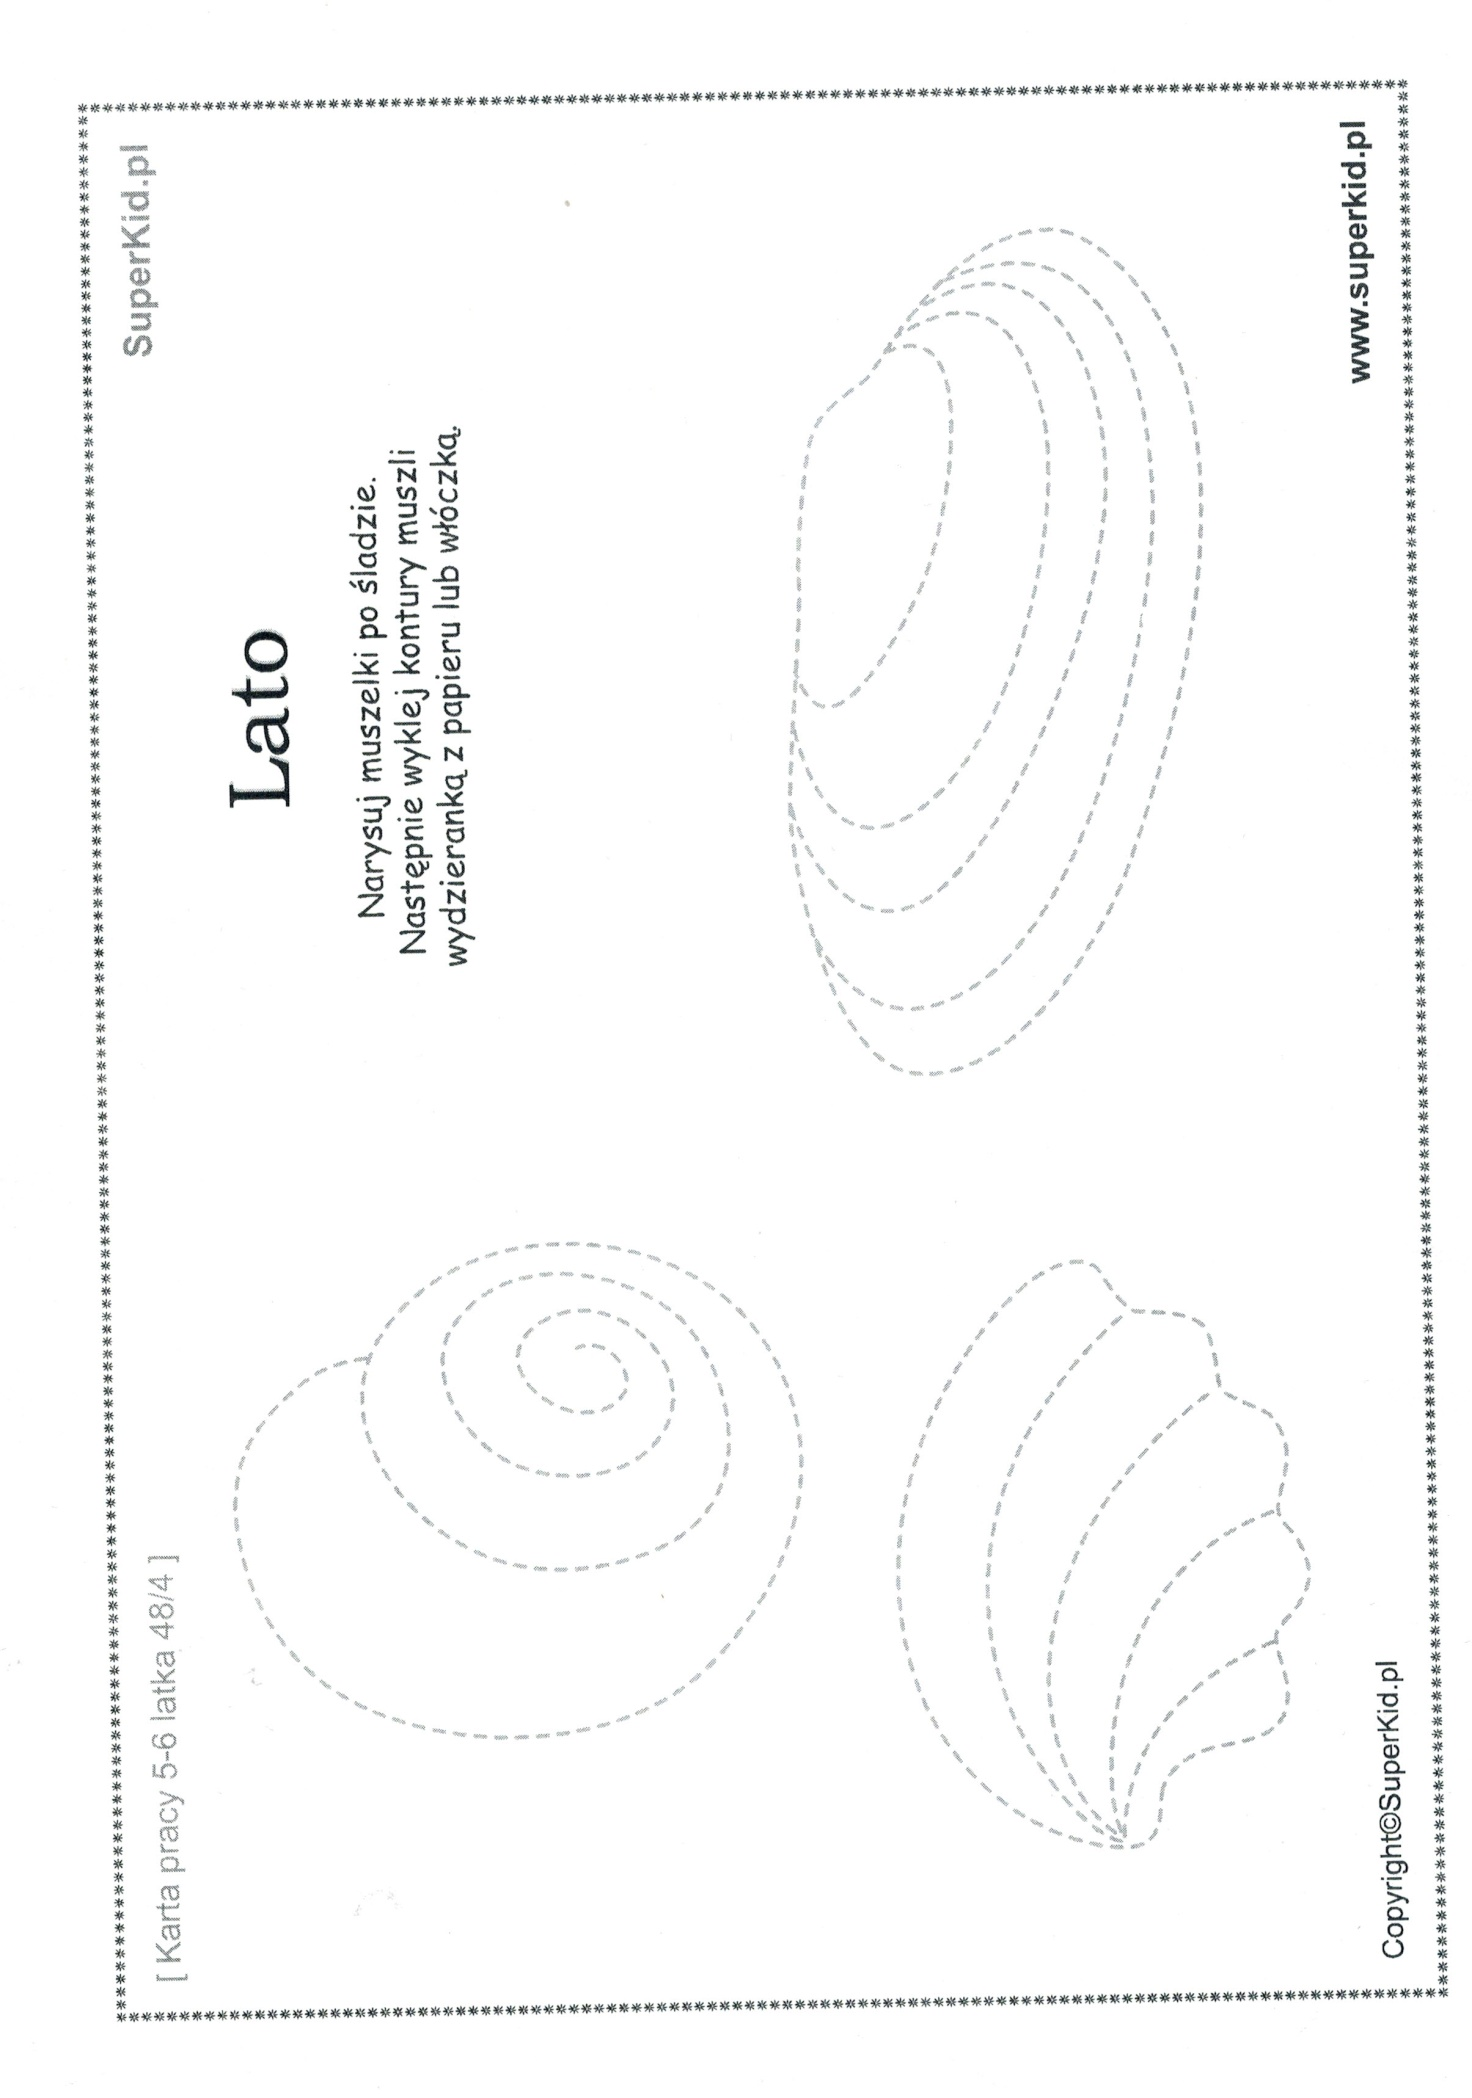 [ Karta pracy 5-6 latka 48/4 ]
SuperKid.pl
Lato
Narysuj muszelki po śladzie.
Następnie wyklej kontury muszli
wydzieranką z papieru lub włóczką.
Copyright©SuperKid.pl
www.superkid.pl